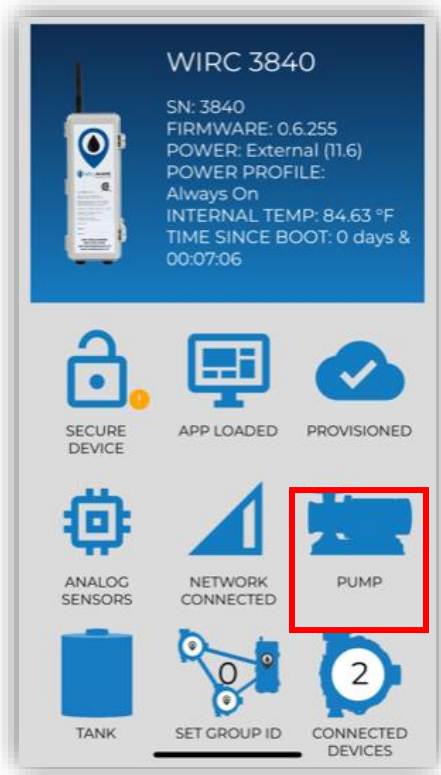 WIRC 3840
SN: 3840
FIRMWARE: 0.6.255
POWER: External (11.6)
POWER PROFILE:
Always On
INTERNAL TEMP: 84.63 °F
TIME SINCE BOOT: 0 days &
00:07:06
!
SECURE
DEVICE
APP LOADED
PROVISIONED
ANALOG
SENSORS
NETWORK
CONNECTED
PUMP
0
2
TANK
SET GROUP ID
CONNECTED
DEVICES